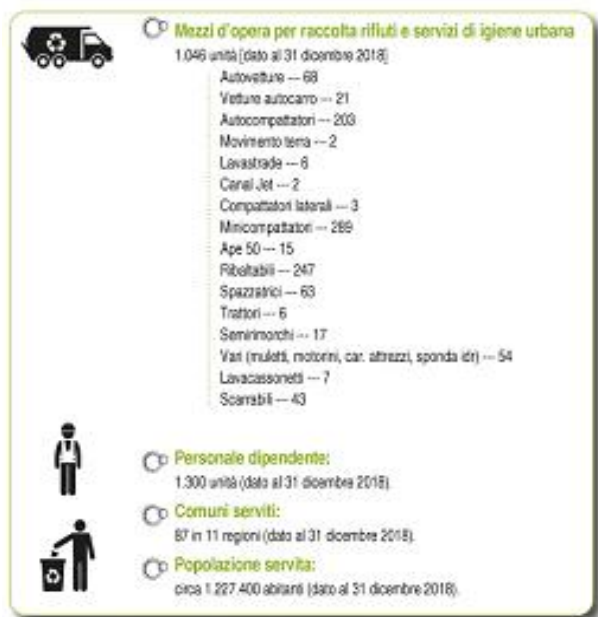 Mezzi d'opera per raccolta rifiuti e servizi di igiene urbana
1.046 unità [dato al 31 dicembre 2018]
Autovetture --- 68
Vetture autocarro --- 21
Autocompattatori --- 203
Movimento terra --- 2
Lavastrade --- 6
Canal Jet --- 2
Compattatori laterali --- 3
Minicompattatori --- 289
Ape 50 --- 15
Ribaltabili --- 247
Spazzatrici --- 63
Trattori --- 6
Semirimorchi --- 17
Vari (muletti, motorini, car. attrezzi, sponda idr) --- 54
Lavacassonetti --- 7
Scarrabili --- 43
Personale dipendente:
1.300 unità (dato al 31 dicembre 2018).
Comuni serviti:
87 in 11 regioni (dato al 31 dicembre 2018).
Popolazione servita:
circa 1.227.400 abitanti (dato al 31 dicembre 2018).